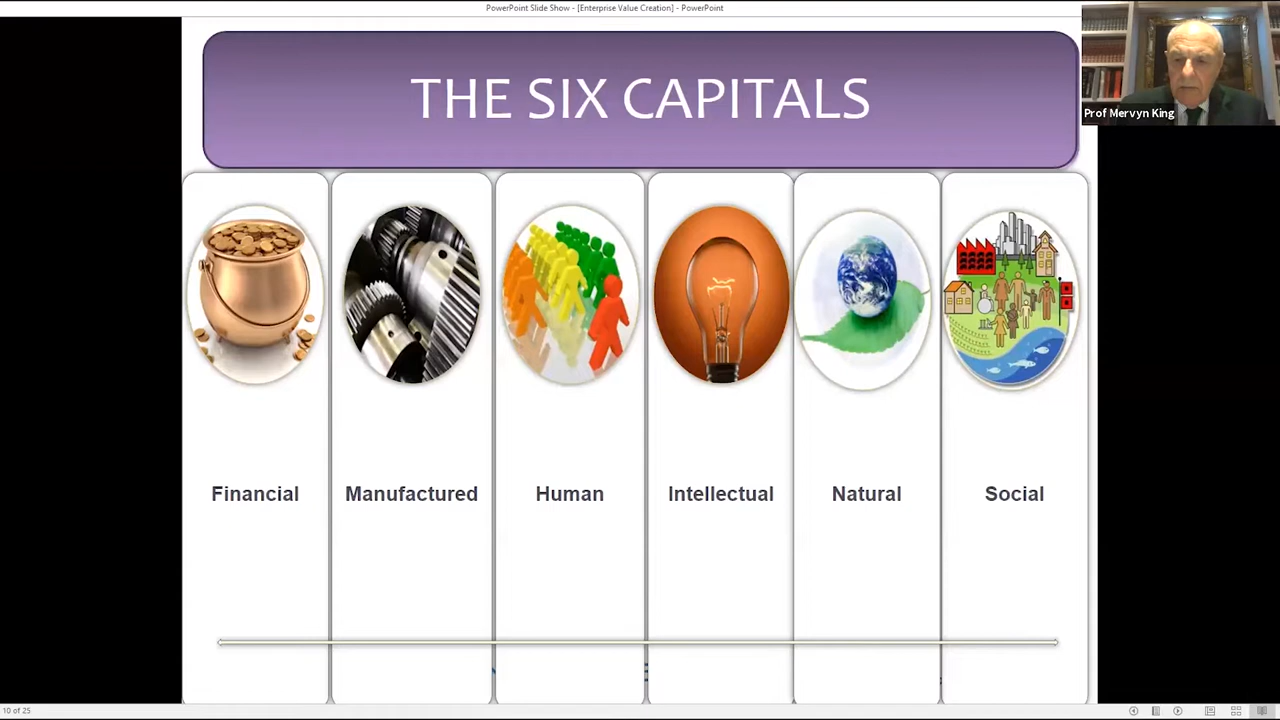 PowerPoint Slide Show - [Enterprise Value Creation] - PowerPoint
THE SIX CAPITALS
Prof Mervyn King
Financial
Manufactured
Human
Intellectual
Natural
Social
10 of 25